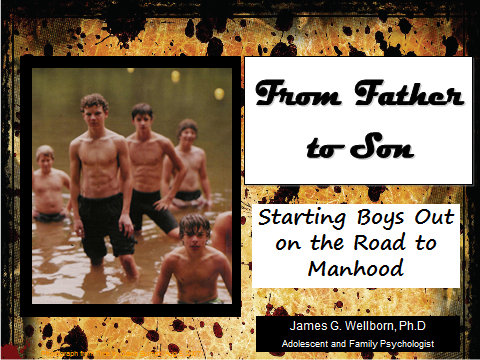 From Father
to Son
Starting Boys Out
on the Road to
Manhood
James G. Wellborn, Ph.D
Adolescent and Family Psychologist